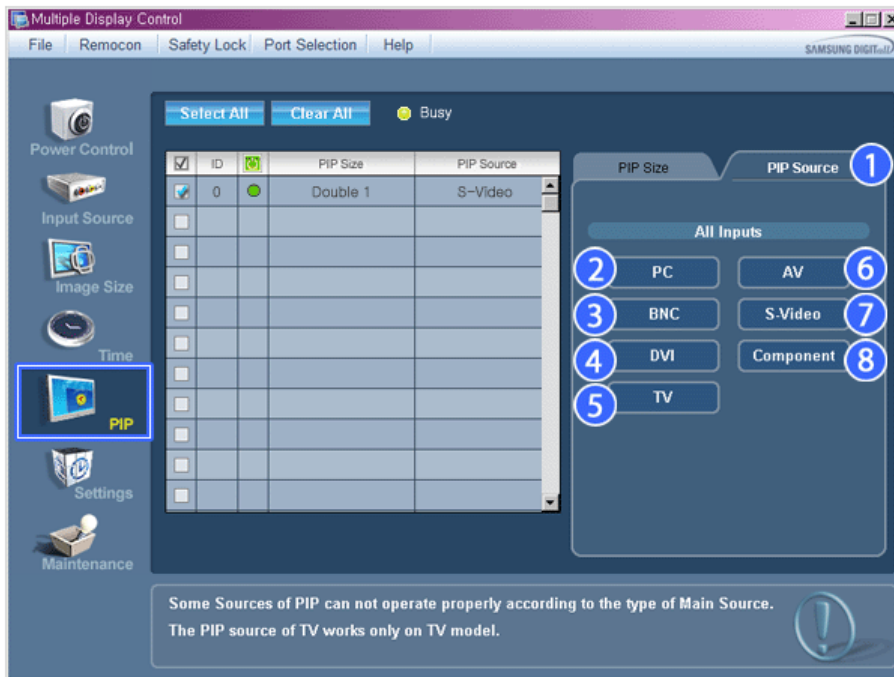 Multiple Display Control
File Remocon Safety Lock Port Selection Help
SAMSUNG DIGITall
Power Control
Input Source
Image Size
Time
PIP
Settings
Maintenance
Select All Clear All Busy
ID PIP Size PIP Source
0 Double 1 S-Video
PIP Size PIP Source 1
All Inputs
2 PC AV 6
3 BNC S-Video 7
4 DVI Component 8
5 TV
Some Sources of PIP can not operate properly according to the type of Main Source.
The PIP source of TV works only on TV model.